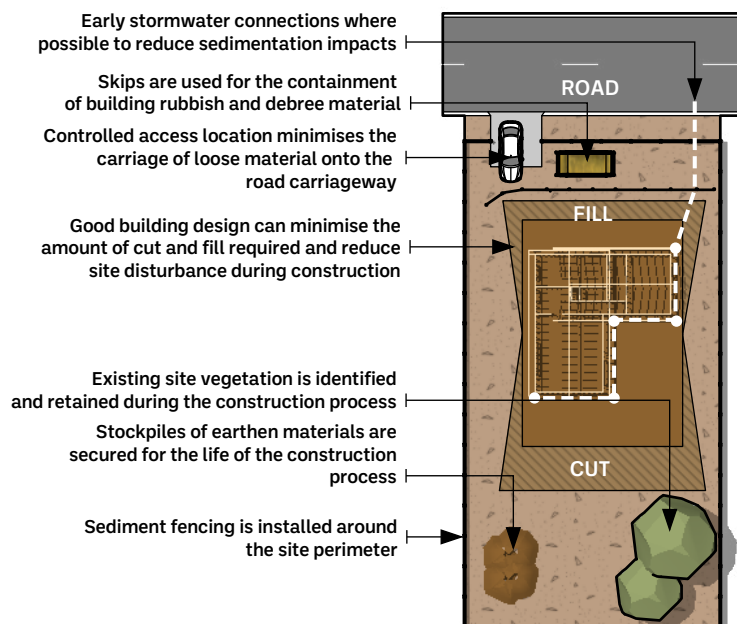 Early stormwater connections where
possible to reduce sedimentation impacts
ROAD
Skips are used for the containment
of building rubbish and debree material
Controlled access location minimises the
carriage of loose material onto the
road carriageway
FILL
Good building design can minimise the
amount of cut and fill required and reduce
site disturbance during construction
Existing site vegetation is identified
and retained during the construction process
Stockpiles of earthen materials are
secured for the life of the construction
process
CUT
Sediment fencing is installed around
the site perimeter